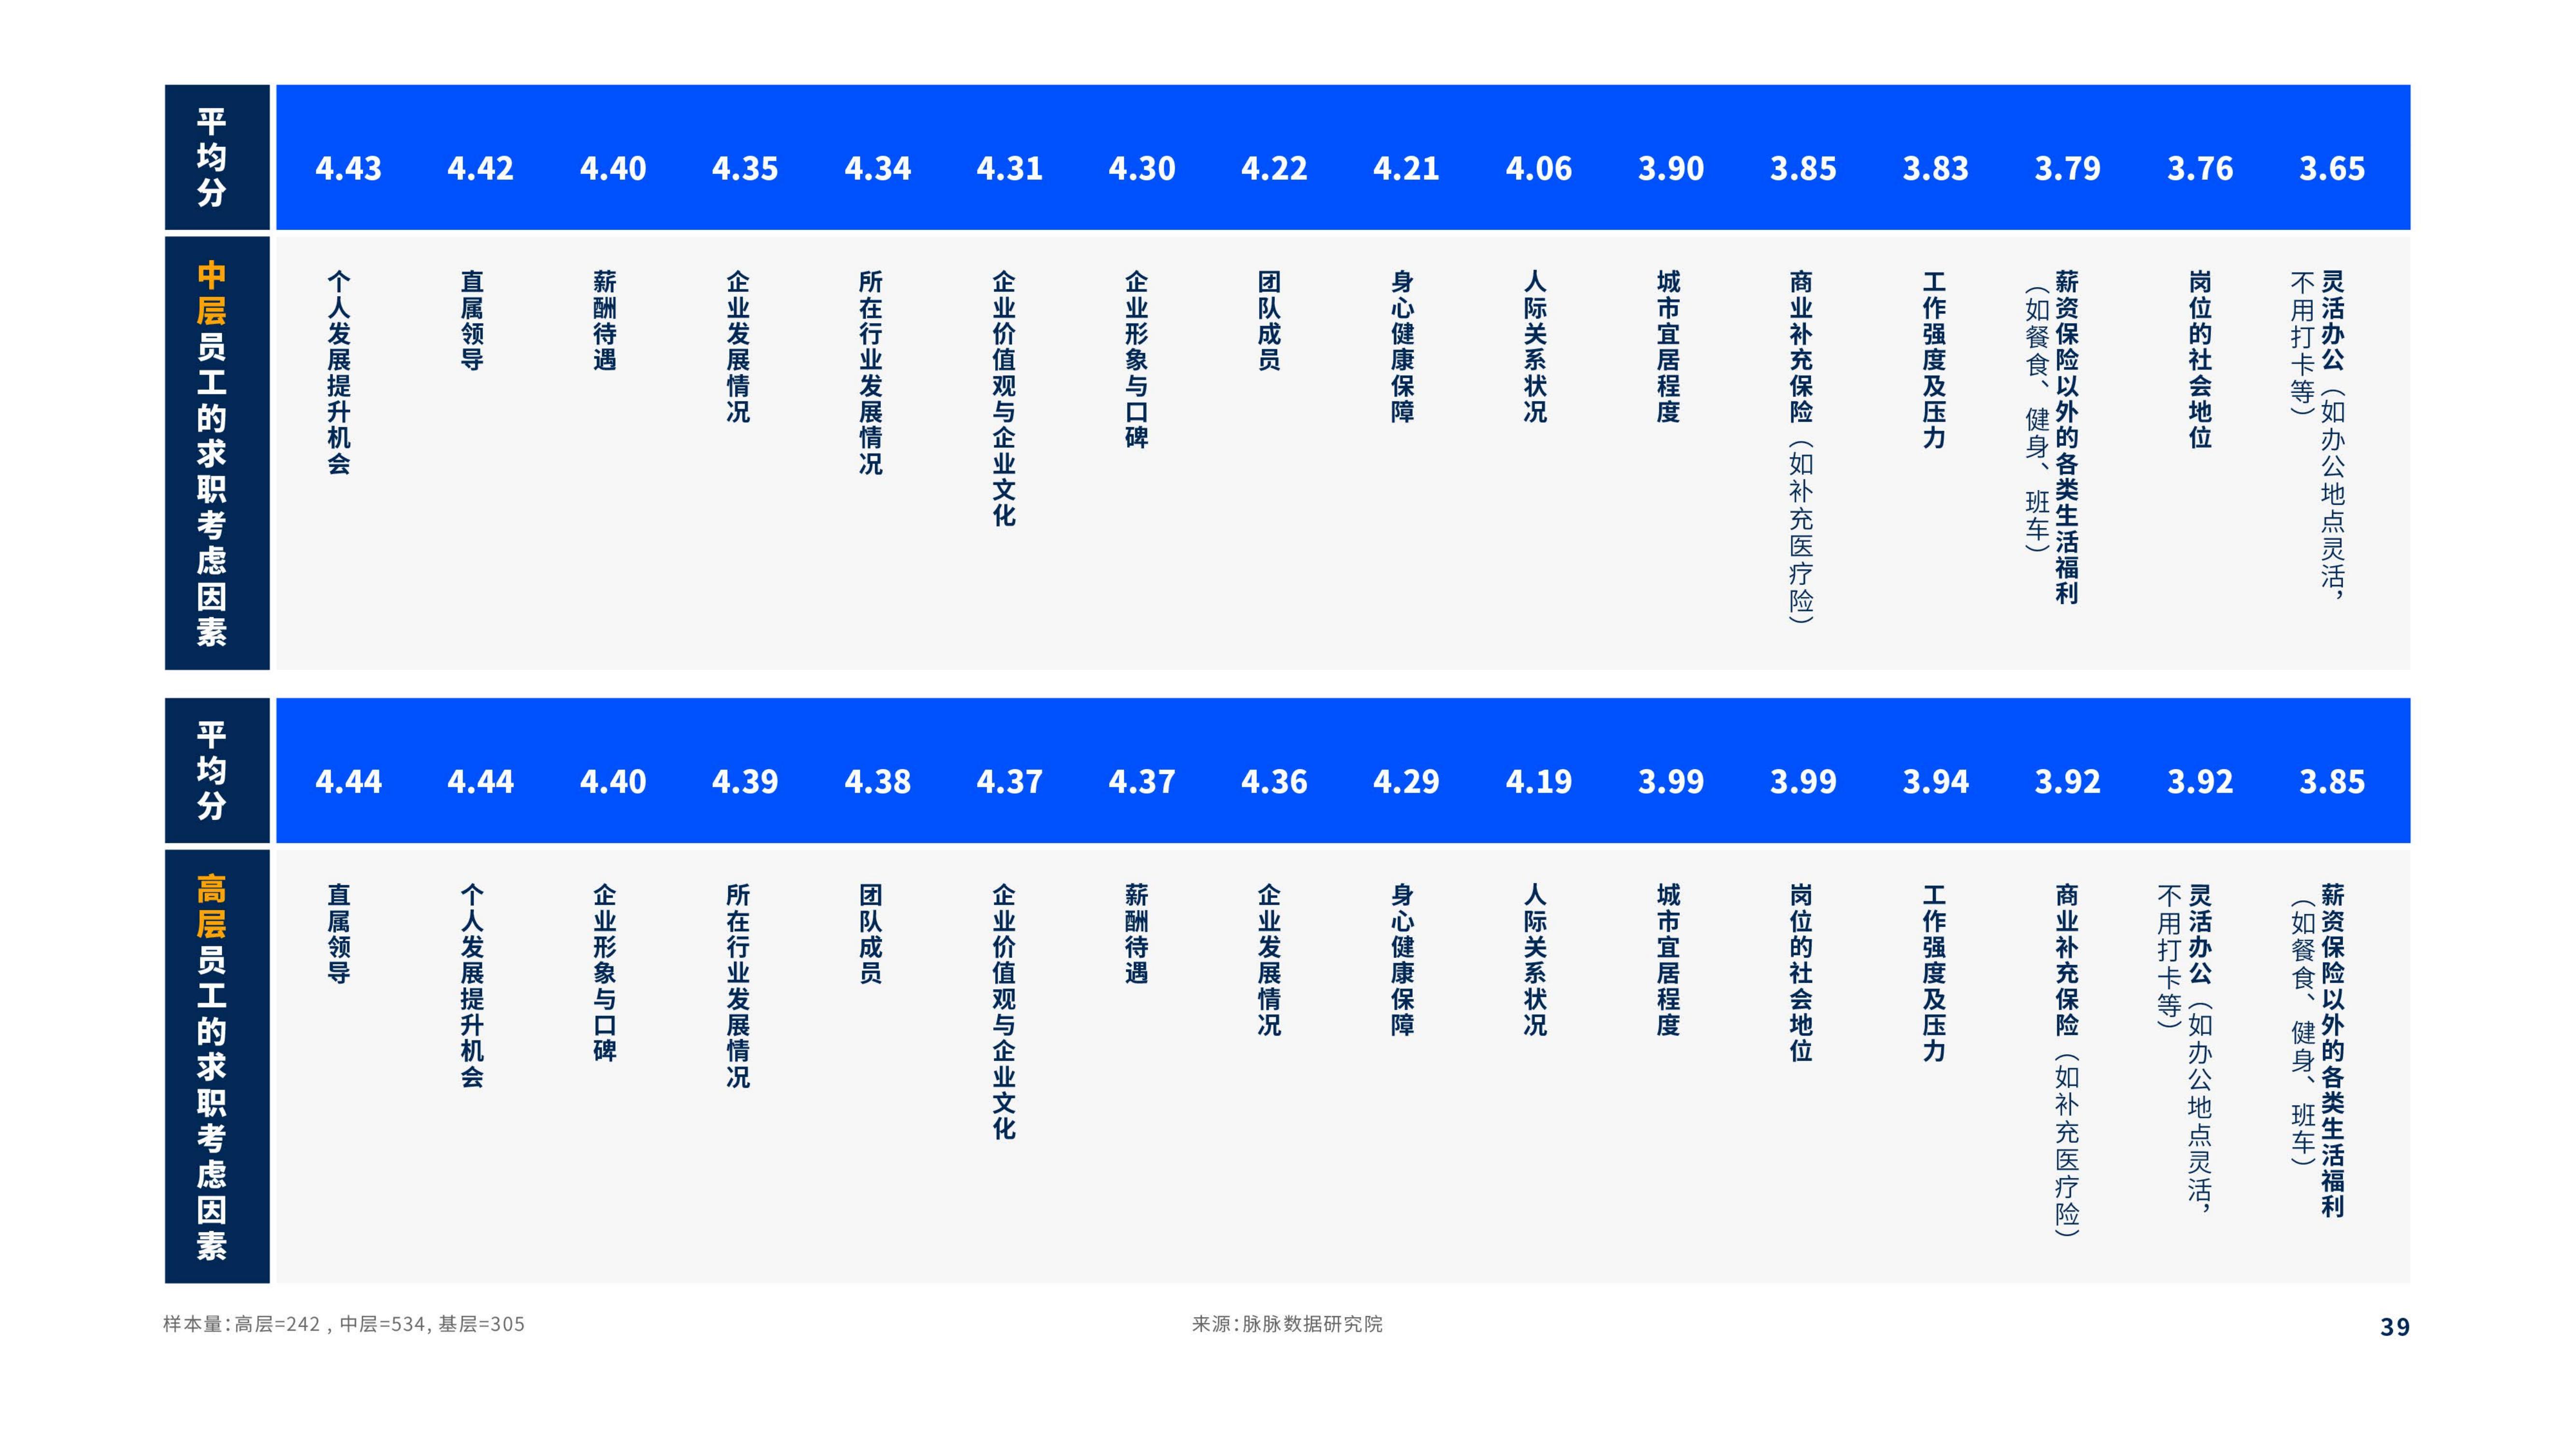 平均分
4.43 4.42 4.40 4.35 4.34 4.31 4.30 4.22 4.21 4.06 3.90 3.85 3.83 3.79 3.76 3.65
中层员工的求职考虑因素
个人发展提升机会
直属领导
薪酬待遇
企业发展情况
所在行业发展情况
企业价值观与企业文化
企业形象与口碑
团队成员
身心健康保障
人际关系状况
城市宜居程度
商业补充保险（如补充医疗险）
工作强度及压力
薪资保险以外的各类生活福利
（如餐食、健身、班车）
岗位的社会地位
灵活办公（如办公地点灵活，
不用打卡等）
平均分
4.44 4.44 4.40 4.39 4.38 4.37 4.37 4.36 4.29 4.19 3.99 3.99 3.94 3.92 3.92 3.85
高层员工的求职考虑因素
直属领导
个人发展提升机会
企业形象与口碑
所在行业发展情况
团队成员
企业价值观与企业文化
薪酬待遇
企业发展情况
身心健康保障
人际关系状况
城市宜居程度
岗位的社会地位
工作强度及压力
商业补充保险（如补充医疗险）
灵活办公（如办公地点灵活，
不用打卡等）
薪资保险以外的各类生活福利
（如餐食、健身、班车）
样本量：高层=242 , 中层=534, 基层=305
来源：脉脉数据研究院
39